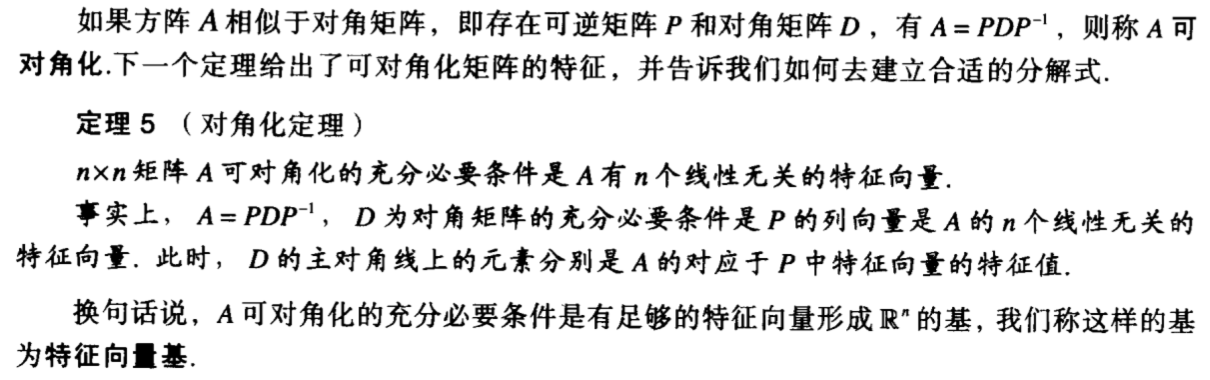 如果方阵 A 相似于对角矩阵，即存在可逆矩阵 P 和对角矩阵 D ，有 A = PDP⁻¹ ，则称 A 可
对角化.下一个定理给出了可对角化矩阵的特征，并告诉我们如何去建立合适的分解式.
定理 5 （对角化定理）
n×n 矩阵 A 可对角化的充分必要条件是 A 有 n 个线性无关的特征向量.
事实上， A = PDP⁻¹ ， D 为对角矩阵的充分必要条件是 P 的列向量是 A 的 n 个线性无关的
特征向量. 此时， D 的主对角线上的元素分别是 A 的对应于 P 中特征向量的特征值.
换句话说，A 可对角化的充分必要条件是有足够的特征向量形成 ℝⁿ 的基，我们称这样的基
为特征向量基.